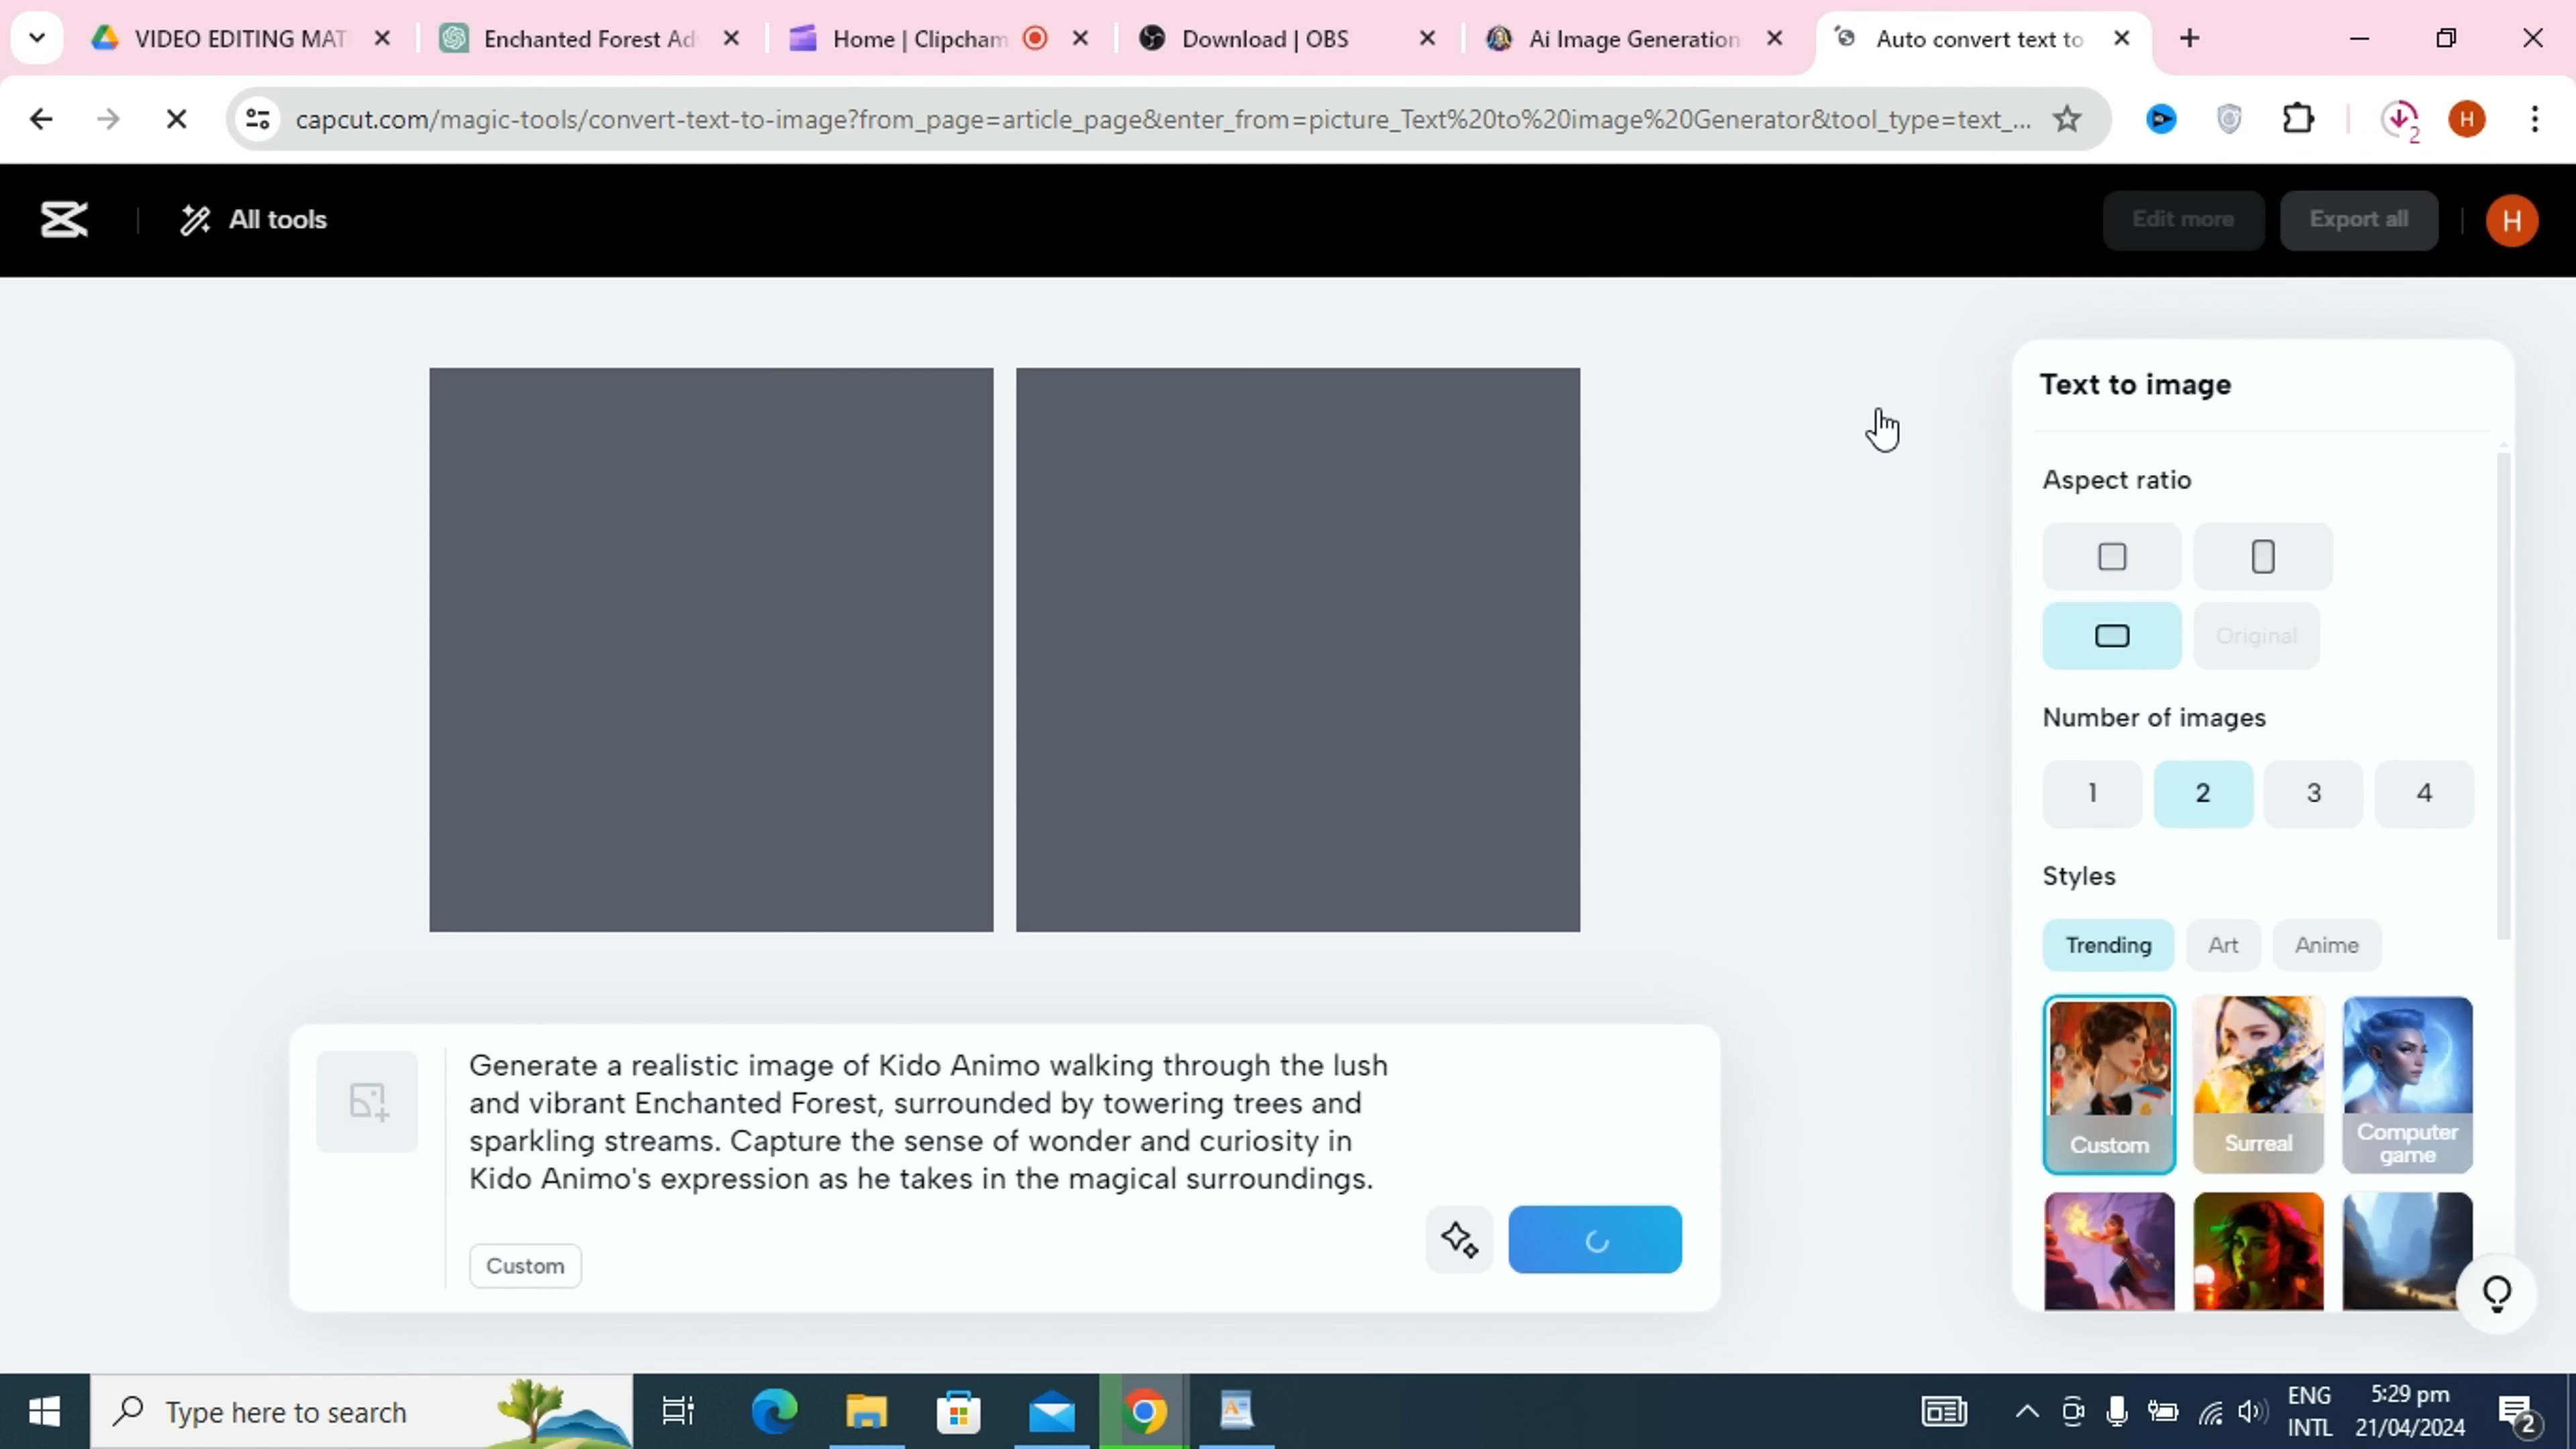 VIDEO EDITING MAT
Enchanted Forest Ad
Home | Clipcham
Download | OBS
Ai Image Generation
Auto convert text to
capcut.com/magic-tools/convert-text-to-image?from_page=article_page&enter_from=picture_Text%20to%20image%20Generator&tool_type=text_...
2
H
All tools
Edit more
Export all
H
Text to image
Aspect ratio
Original
Number of images
1 2 3 4
Styles
Trending Art Anime
Custom
Surreal
Computer
game
Generate a realistic image of Kido Animo walking through the lush
and vibrant Enchanted Forest, surrounded by towering trees and
sparkling streams. Capture the sense of wonder and curiosity in
Kido Animo's expression as he takes in the magical surroundings.
Custom
Type here to search
ENG
INTL
5:29 pm
21/04/2024
2